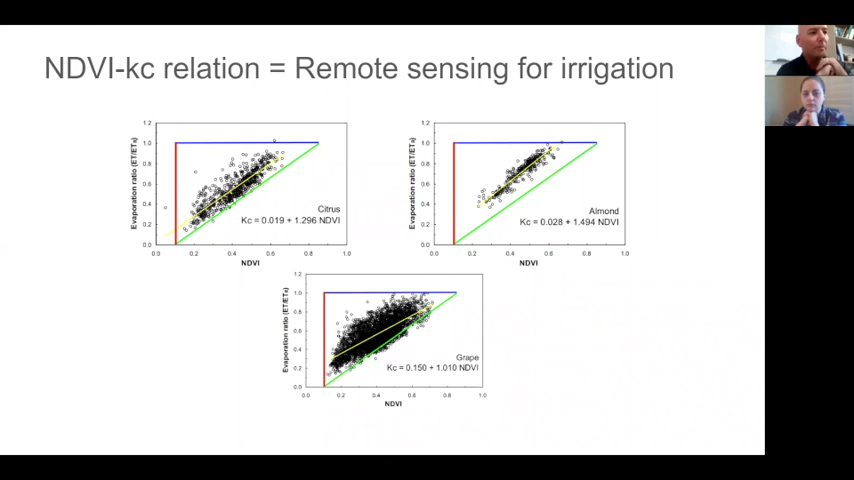 NDVI-kc relation = Remote sensing for irrigation
1.2
1.0
0.8
0.6
0.4
0.2
0.0
Evaporation ratio (ET/ET₀)
Citrus
Kc = 0.019 + 1.296 NDVI
0.0 0.2 0.4 0.6 0.8 1.0
NDVI
1.2
1.0
0.8
0.6
0.4
0.2
0.0
Evaporation ratio (ET/ET₀)
Almond
Kc = 0.028 + 1.494 NDVI
0.0 0.2 0.4 0.6 0.8 1.0
NDVI
1.2
1.0
0.8
0.6
0.4
0.2
0.0
Evaporation ratio (ET/ET₀)
Grape
Kc = 0.150 + 1.010 NDVI
0.0 0.2 0.4 0.6 0.8 1.0
NDVI